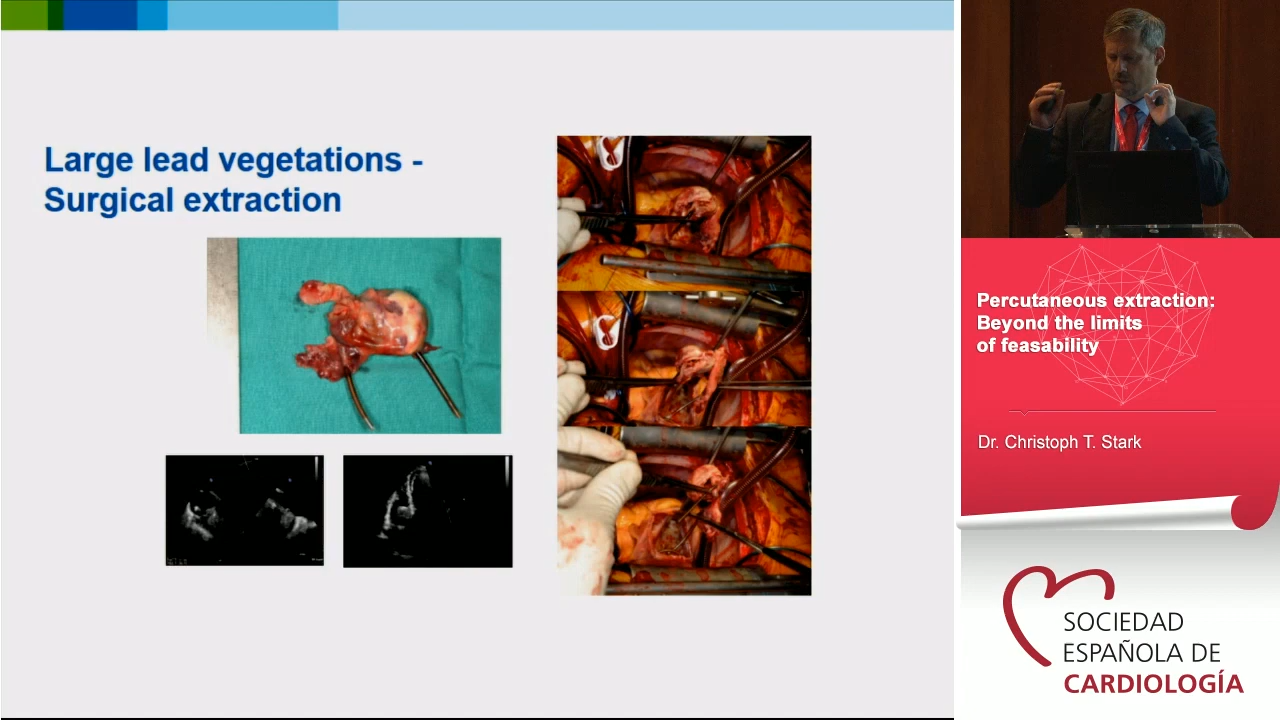 Large lead vegetations -
Surgical extraction
Percutaneous extraction:
Beyond the limits
of feasability
Dr. Christoph T. Stark
SOCIEDAD
ESPAÑOLA DE
CARDIOLOGÍA